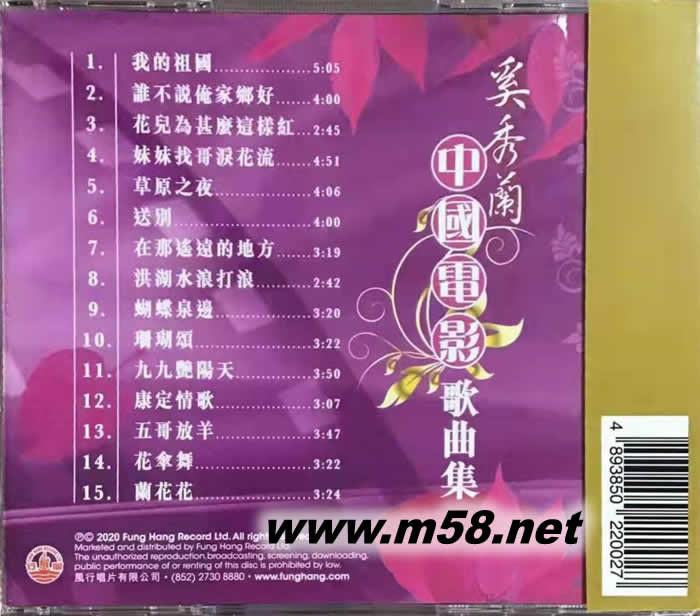 1. 我的祖國 5:05
2. 誰不説俺家鄉好 4:00
3. 花兒為甚麼這樣紅 2:45
4. 妹妹找哥淚花流 4:51
5. 草原之夜 4:06
6. 送別 4:00
7. 在那遙遠的地方 3:19
8. 洪湖水浪打浪 2:42
9. 蝴蝶泉邊 3:20
10. 珊瑚頌 3:22
11. 九九艷陽天 3:50
12. 康定情歌 3:07
13. 五哥放羊 3:47
14. 花傘舞 3:22
15. 蘭花花 3:24
奚秀蘭
中國電影歌曲集
www.m58.net
℗© 2020 Fung Hang Record Ltd. All rights
Marketed and distributed by Fung Hang Record Ltd.
The unauthorized reproduction, broadcasting, screening, downloading,
public performance of or renting of this disc is prohibited by law.
風行唱片有限公司 • (852) 2730 8880 • www.funghang.com
4 893850 220027